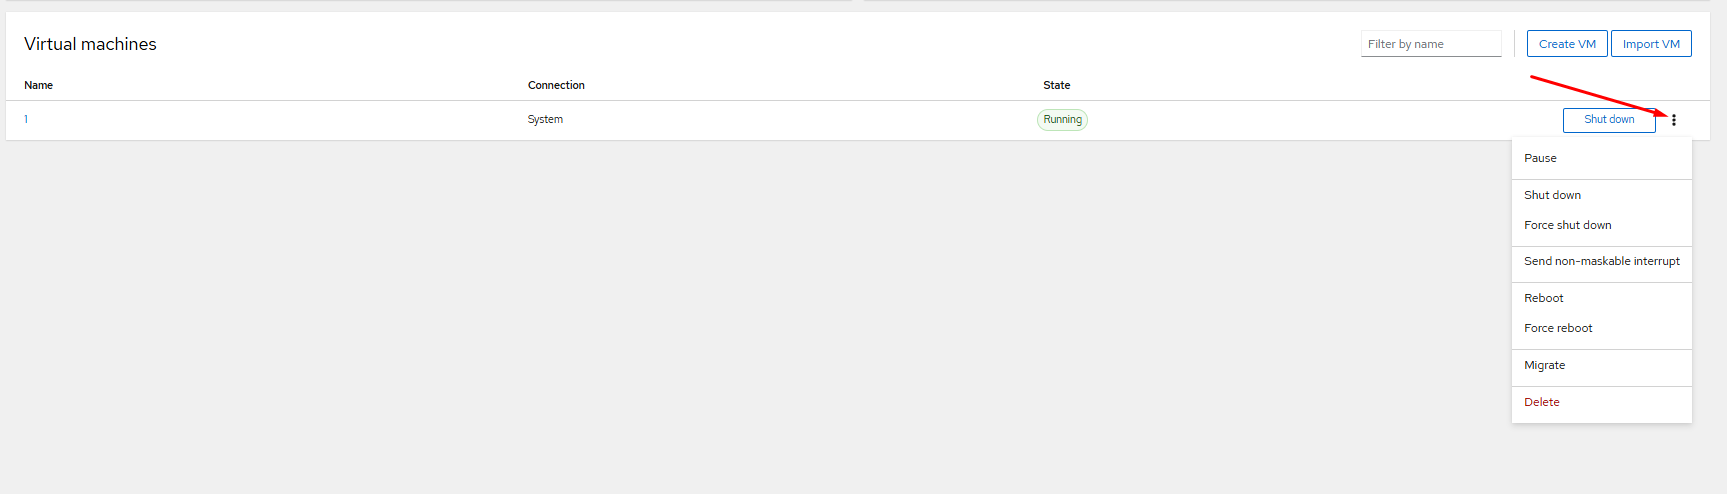 Virtual machines
Filter by name
Create VM
Import VM
Name Connection State
1 System Running Shut down
Pause
Shut down
Force shut down
Send non-maskable interrupt
Reboot
Force reboot
Migrate
Delete